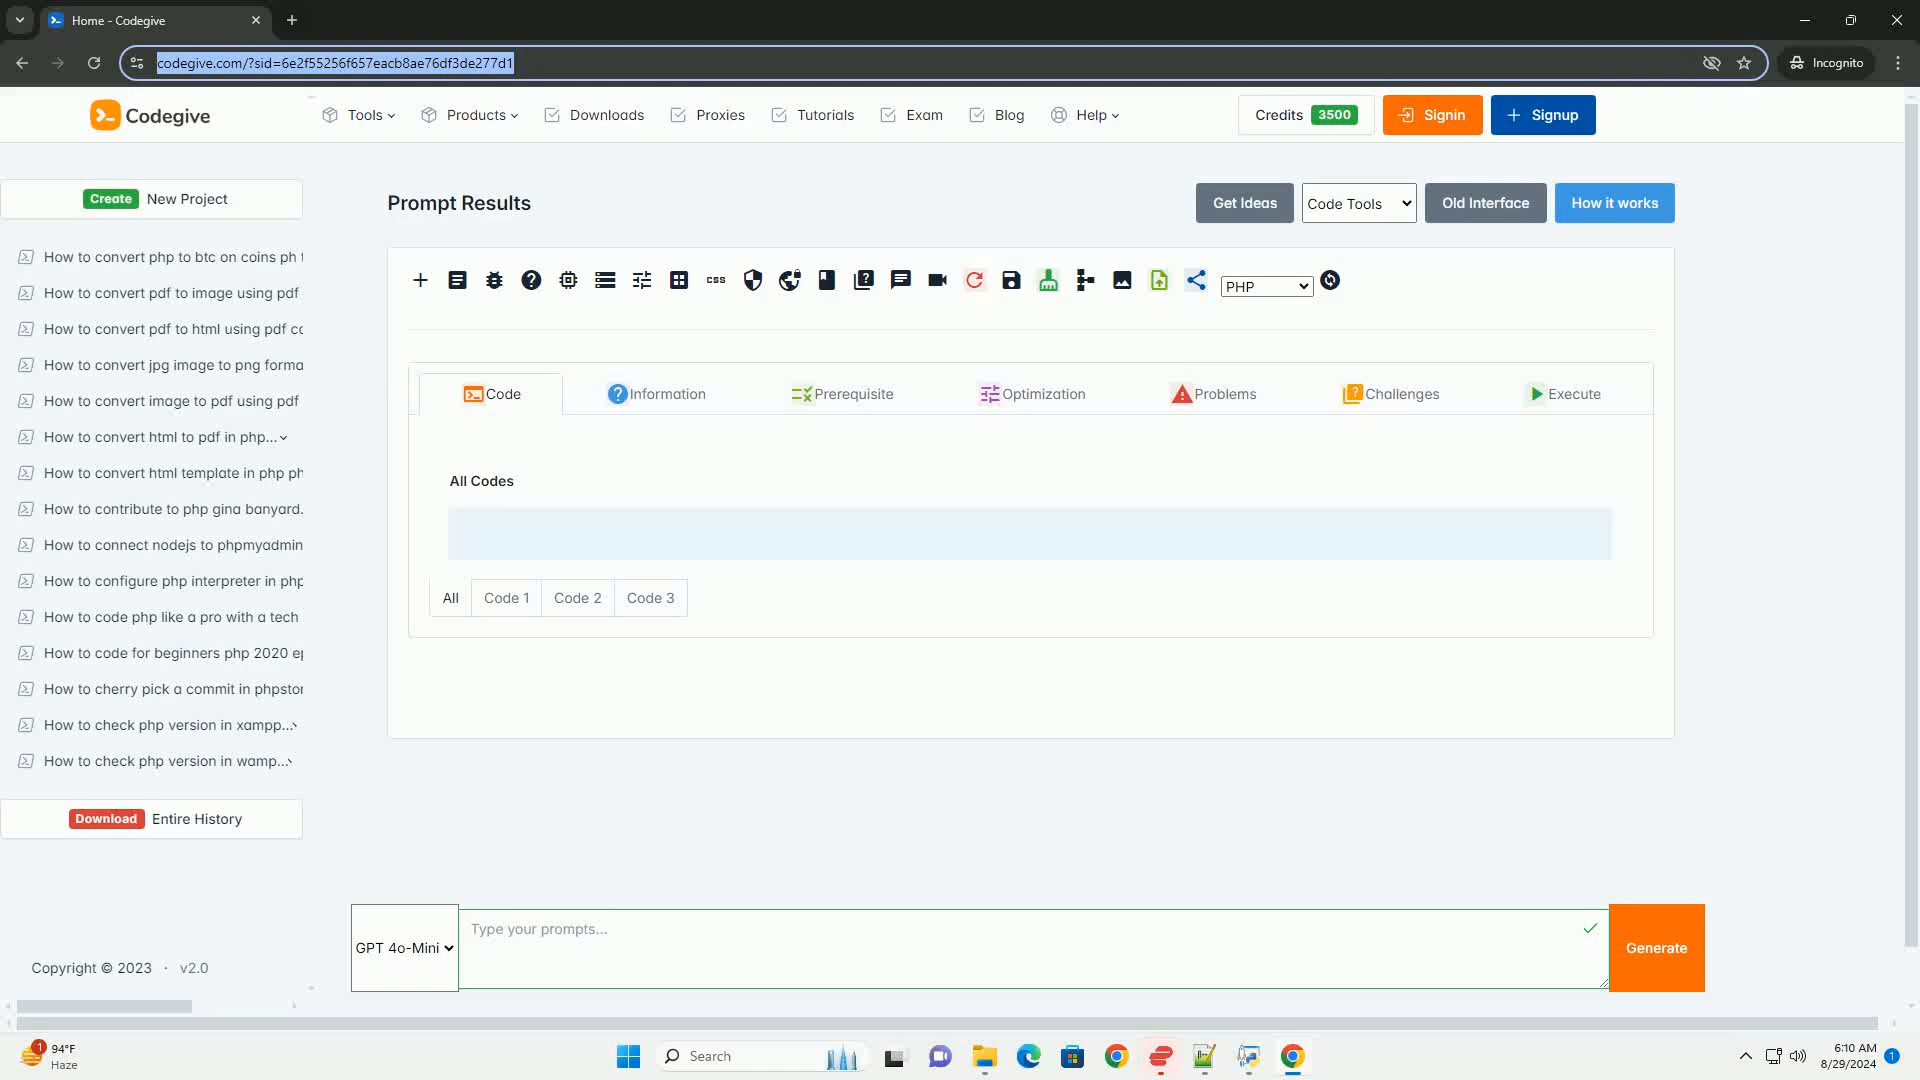 Home - Codegive
codegive.com/?sid=6e2f55256f657eacb8ae76df3de277d1
Incognito
Codegive
Tools
Products
Downloads
Proxies
Tutorials
Exam
Blog
Help
Credits 3500
Signin
Signup
Create New Project
How to convert php to btc on coins ph
How to convert pdf to image using pdf
How to convert pdf to html using pdf
How to convert jpg image to png forma
How to convert image to pdf using pdf
How to convert html to pdf in php...
How to convert html template in php ph
How to contribute to php gina banyard.
How to connect nodejs to phpmyadmin
How to configure php interpreter in php
How to code php like a pro with a tech
How to code for beginners php 2020 ep
How to cherry pick a commit in phpstor
How to check php version in xampp...
How to check php version in wamp...
Download Entire History
Copyright © 2023 · v2.0
Prompt Results
Get Ideas
Code Tools
Old Interface
How it works
css
PHP
Code
Information
Prerequisite
Optimization
Problems
Challenges
Execute
All Codes
All
Code 1
Code 2
Code 3
GPT 4o-Mini
Type your prompts...
Generate
1
94°F
Haze
Search
6:10 AM
8/29/2024
1